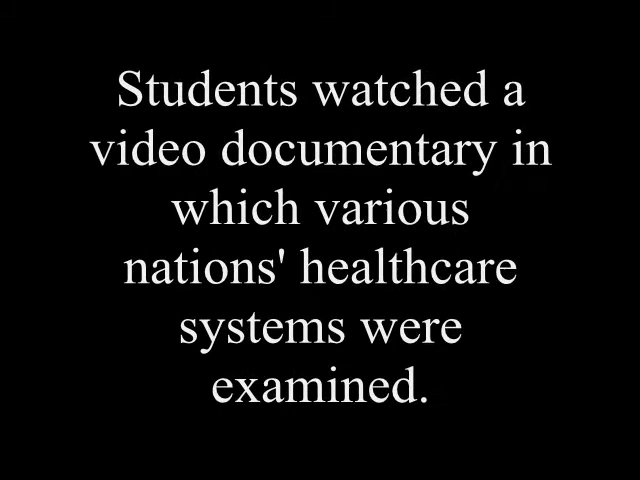 Students watched a
video documentary in
which various
nations' healthcare
systems were
examined.